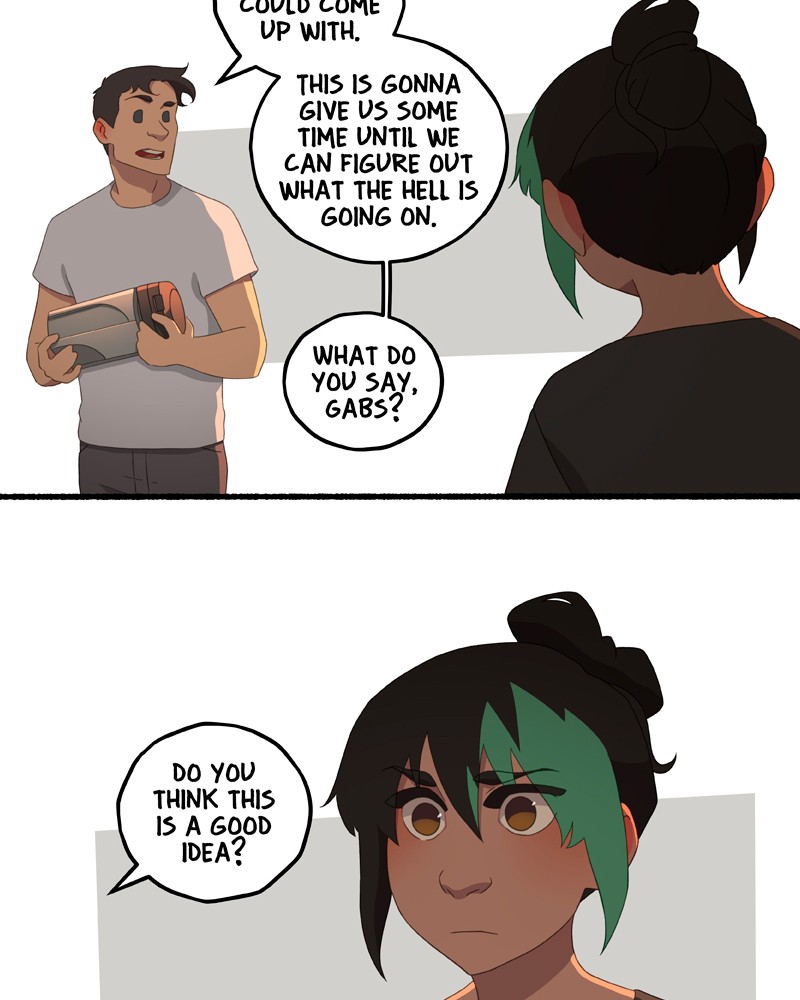 COULD COME
UP WITH.
THIS IS GONNA
GIVE US SOME
TIME UNTIL WE
CAN FIGURE OUT
WHAT THE HELL IS
GOING ON.
WHAT DO
YOU SAY,
GABS?
DO YOU
THINK THIS
IS A GOOD
IDEA?